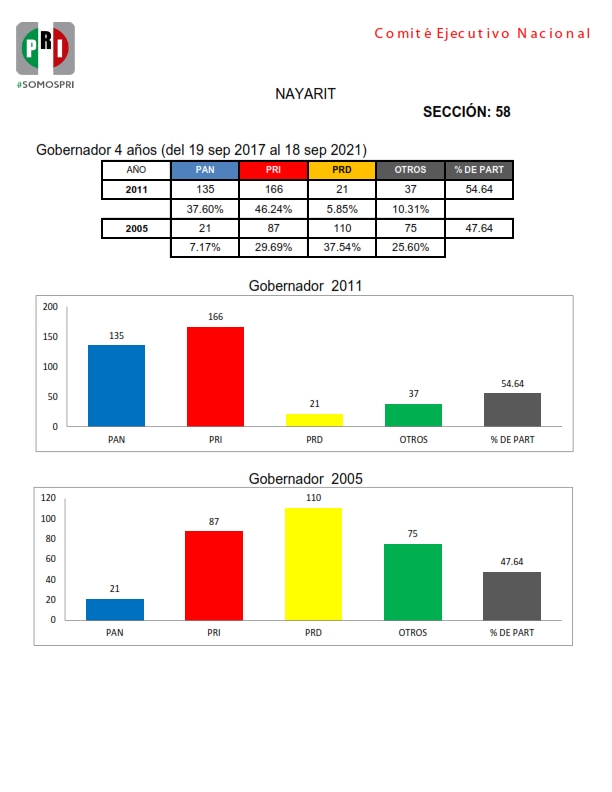 Comité Ejecutivo Nacional
PRI
#SOMOSPRI
NAYARIT
SECCIÓN: 58
Gobernador 4 años (del 19 sep 2017 al 18 sep 2021)
AÑO PAN PRI PRD OTROS % DE PART
2011 135 166 21 37 54.64
37.60% 46.24% 5.85% 10.31%
2005 21 87 110 75 47.64
7.17% 29.69% 37.54% 25.60%
Gobernador 2011
200
150
100
50
0
135
166
21
37
54.64
PAN PRI PRD OTROS % DE PART
Gobernador 2005
120
100
80
60
40
20
0
21
87
110
75
47.64
PAN PRI PRD OTROS % DE PART